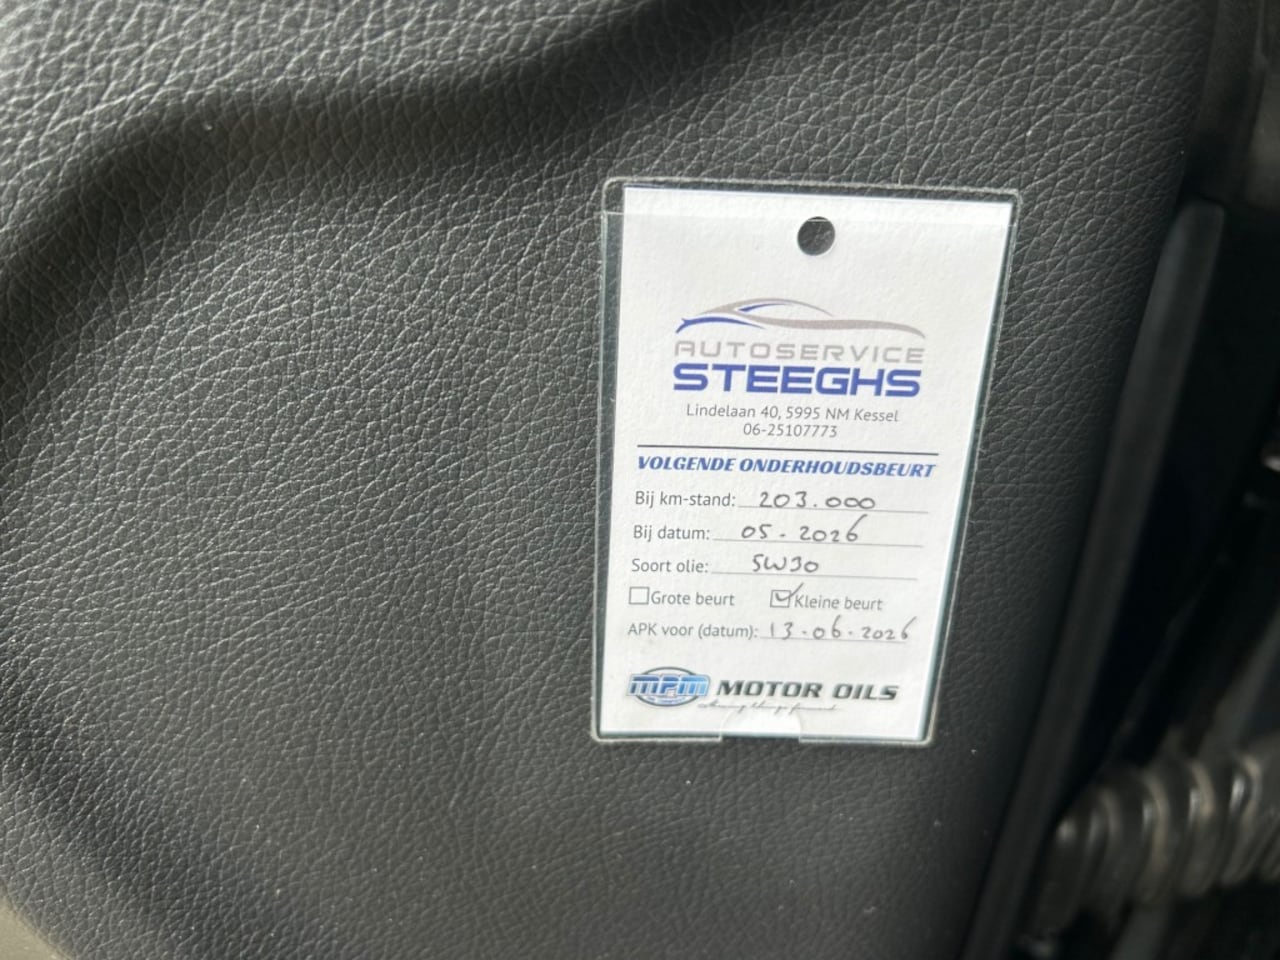 AUTOSERVICE
STEEGHS
Lindelaan 40, 5995 NM Kessel
06-25107773
VOLGENDE ONDERHOUDSBEURT
Bij km-stand: 203.000
Bij datum: 05-2026
Soort olie: 5W30
Grote beurt Kleine beurt
APK voor (datum): 13-06-2026
MPM MOTOR OILS